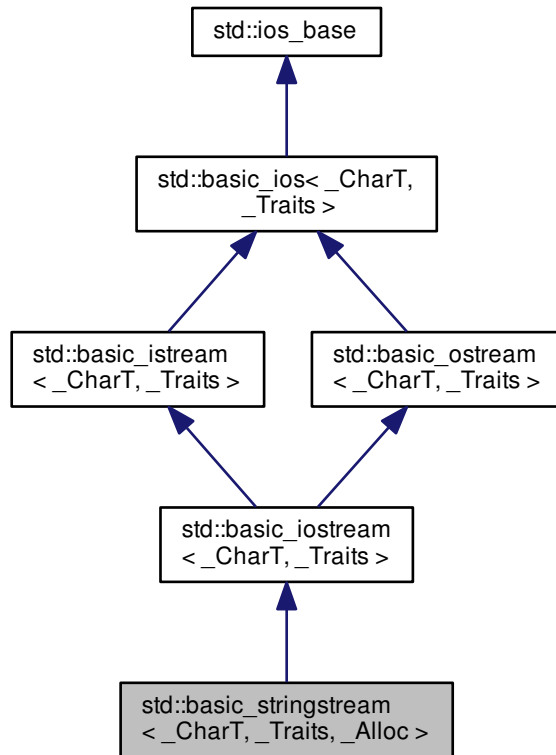 std::ios_base
std::basic_ios< _CharT,
_Traits >
std::basic_istream
< _CharT, _Traits >
std::basic_ostream
< _CharT, _Traits >
std::basic_iostream
< _CharT, _Traits >
std::basic_stringstream
< _CharT, _Traits, _Alloc >